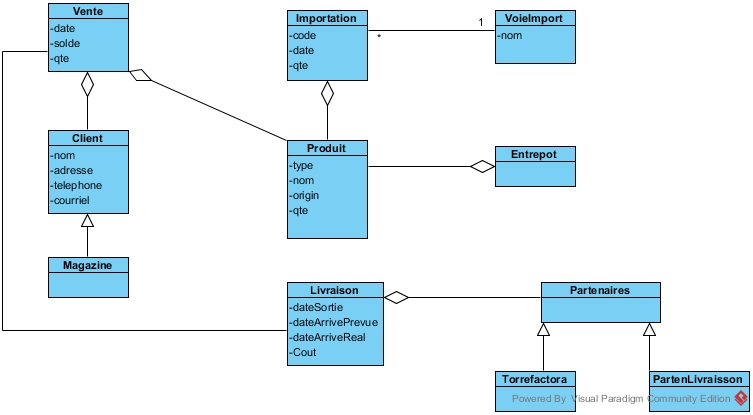 Vente
-date
-solde
-qte
Importation
-code
-date
-qte
1
*
VoieImport
-nom
Client
-nom
-adresse
-telephone
-courriel
Produit
-type
-nom
-origin
-qte
Entrepot
Magazine
Livraison
-dateSortie
-dateArrivePrevue
-dateArriveReal
-Cout
Partenaires
Torrefactora
PartenLivraisson
Powered By Visual Paradigm Community Edition